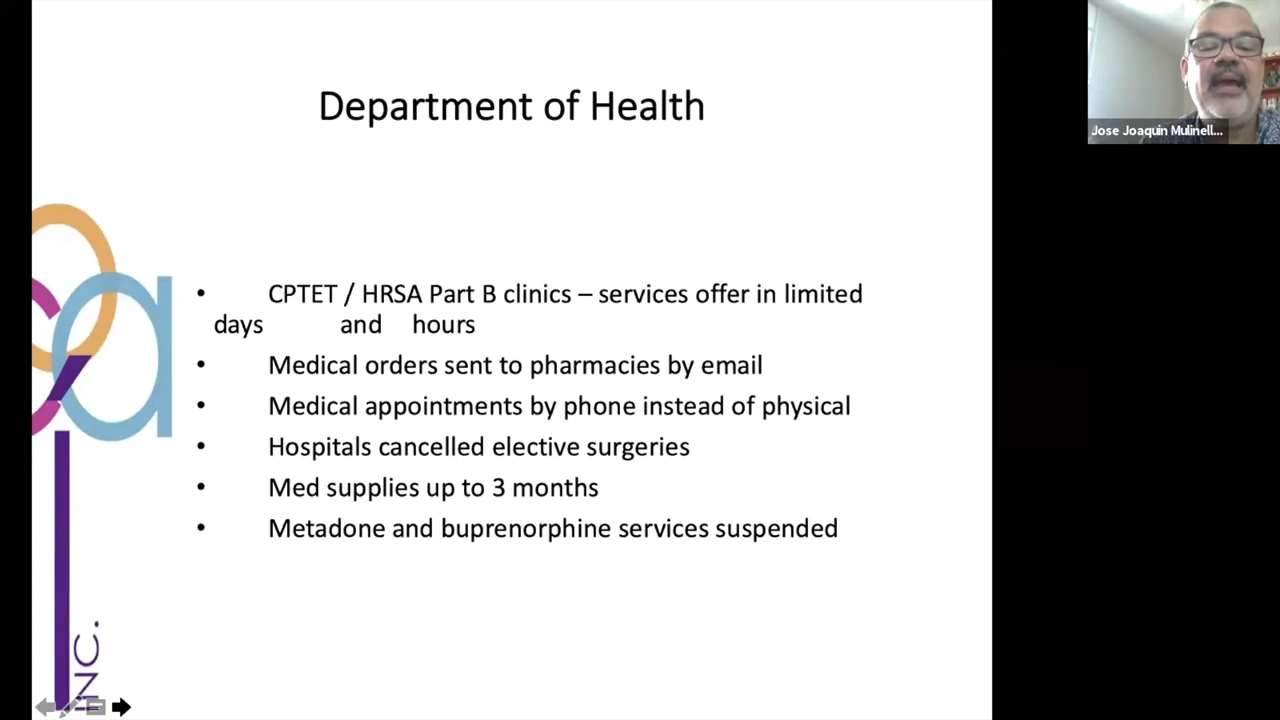 Department of Health
Jose Joaquin Mulinell...
• CPTET / HRSA Part B clinics – services offer in limited
days and hours
• Medical orders sent to pharmacies by email
• Medical appointments by phone instead of physical
• Hospitals cancelled elective surgeries
• Med supplies up to 3 months
• Metadone and buprenorphine services suspended
INC.